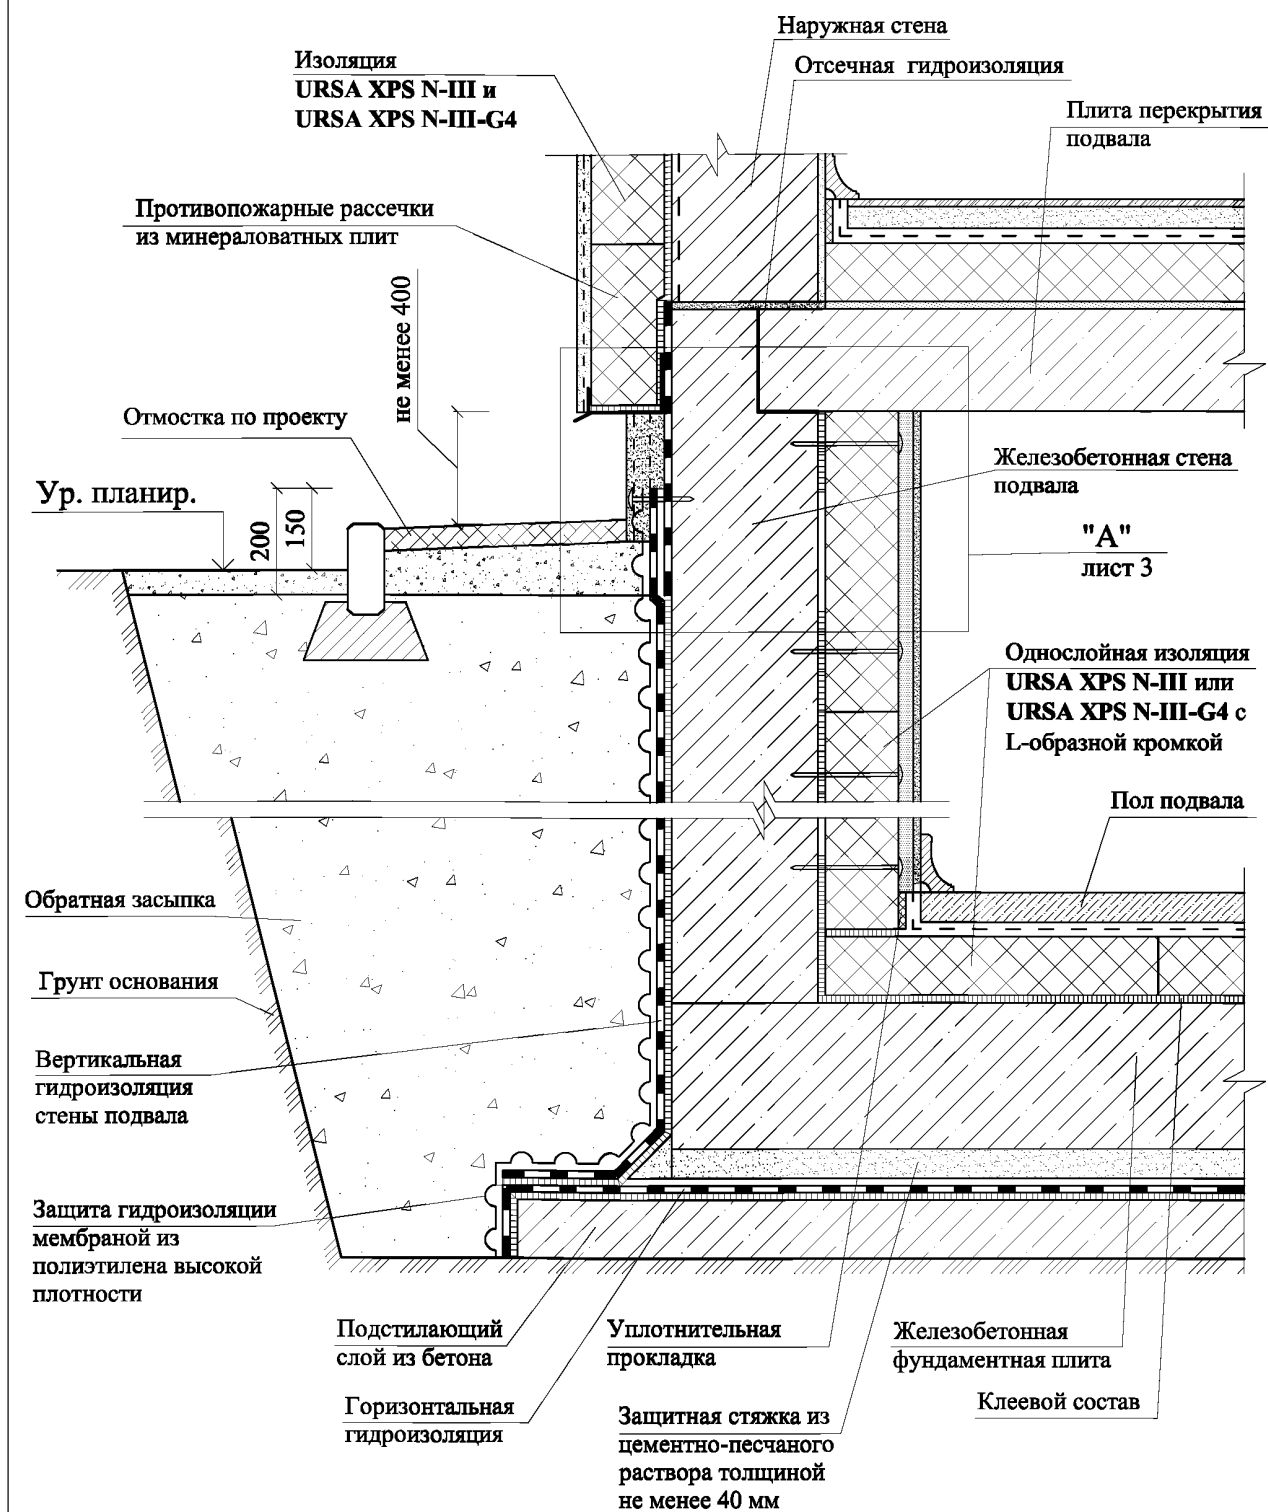 Наружная стена
Отсечная гидроизоляция
Изоляция
URSA XPS N-III и
URSA XPS N-III-G4
Плита перекрытия
подвала
Противопожарные рассечки
из минераловатных плит
не менее 400
Отмостка по проекту
Железобетонная стена
подвала
Ур. планир.
200
150
"А"
лист 3
Однослойная изоляция
URSA XPS N-III или
URSA XPS N-III-G4 с
L-образной кромкой
Пол подвала
Обратная засыпка
Грунт основания
Вертикальная
гидроизоляция
стены подвала
Защита гидроизоляции
мембраной из
полиэтилена высокой
плотности
Подстилающий
слой из бетона
Уплотнительная
прокладка
Железобетонная
фундаментная плита
Клеевой состав
Горизонтальная
гидроизоляция
Защитная стяжка из
цементно-песчаного
раствора толщиной
не менее 40 мм